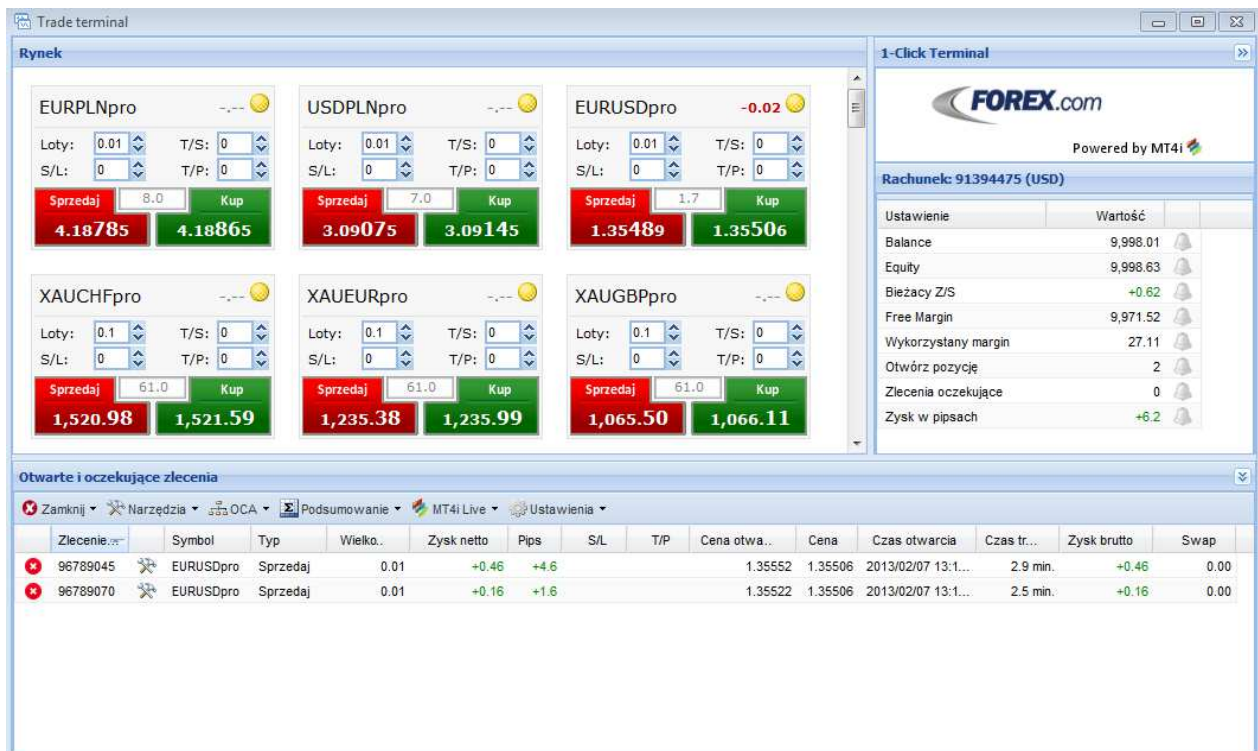 Trade terminal
Rynek
EURPLNpro -.--
Loty: 0.01 T/S: 0
S/L: 0 T/P: 0
Sprzedaj 8.0 Kup
4.18785 4.18865
USDPLNpro -.--
Loty: 0.01 T/S: 0
S/L: 0 T/P: 0
Sprzedaj 7.0 Kup
3.09075 3.09145
EURUSDpro -0.02
Loty: 0.01 T/S: 0
S/L: 0 T/P: 0
Sprzedaj 1.7 Kup
1.35489 1.35506
XAUCHFpro -.--
Loty: 0.1 T/S: 0
S/L: 0 T/P: 0
Sprzedaj 61.0 Kup
1,520.98 1,521.59
XAUEURpro -.--
Loty: 0.1 T/S: 0
S/L: 0 T/P: 0
Sprzedaj 61.0 Kup
1,235.38 1,235.99
XAUGBPpro -.--
Loty: 0.1 T/S: 0
S/L: 0 T/P: 0
Sprzedaj 61.0 Kup
1,065.50 1,066.11
1-Click Terminal
FOREX.com
Powered by MT4i
Rachunek: 91394475 (USD)
Ustawienie Wartość
Balance 9,998.01
Equity 9,998.63
Bieżacy Z/S +0.62
Free Margin 9,971.52
Wykorzystany margin 27.11
Otwórz pozycję 2
Zlecenia oczekujące 0
Zysk w pipsach +6.2
Otwarte i oczekujące zlecenia
Zamknij Narzędzia OCA Podsumowanie MT4i Live Ustawienia
Zlecenie... Symbol Typ Wielko.. Zysk netto Pips S/L T/P Cena otwa... Cena Czas otwarcia Czas tr... Zysk brutto Swap
96789045 EURUSDpro Sprzedaj 0.01 +0.46 +4.6 1.35552 1.35506 2013/02/07 13:1... 2.9 min. +0.46 0.00
96789070 EURUSDpro Sprzedaj 0.01 +0.16 +1.6 1.35522 1.35506 2013/02/07 13:1... 2.5 min. +0.16 0.00